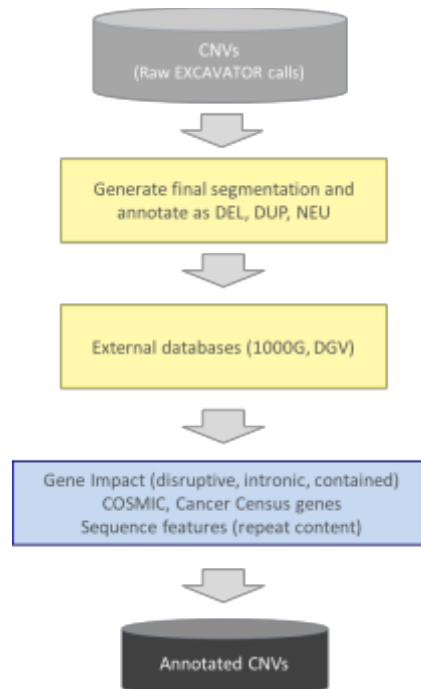 CNVs
(Raw EXCAVATOR calls)
Generate final segmentation and
annotate as DEL, DUP, NEU
External databases (1000G, DGV)
Gene Impact (disruptive, intronic, contained)
COSMIC, Cancer Census genes
Sequence features (repeat content)
Annotated CNVs